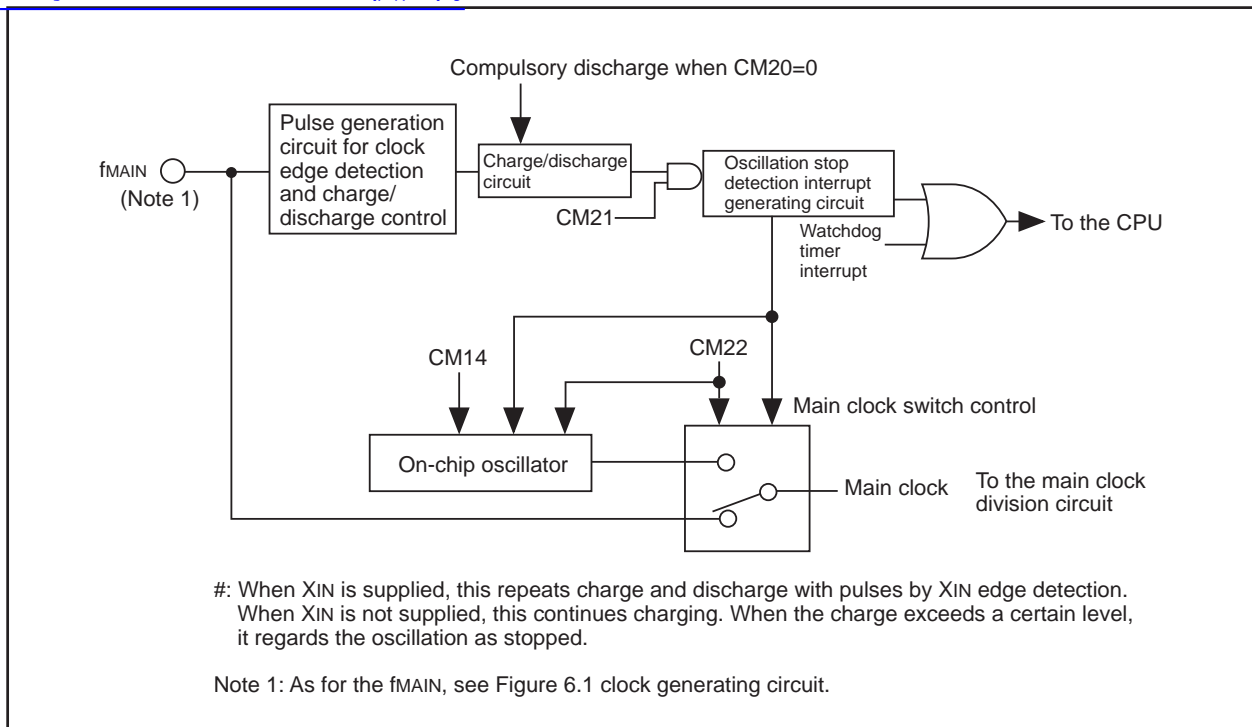 Compulsory discharge when CM20=0
Pulse generation
circuit for clock
edge detection
and charge/
discharge control
fMAIN
(Note 1)
Charge/discharge
circuit
CM21
Oscillation stop
detection interrupt
generating circuit
Watchdog
timer
interrupt
To the CPU
CM14
CM22
Main clock switch control
On-chip oscillator
Main clock
To the main clock
division circuit
#: When XIN is supplied, this repeats charge and discharge with pulses by XIN edge detection.
When XIN is not supplied, this continues charging. When the charge exceeds a certain level,
it regards the oscillation as stopped.
Note 1: As for the fMAIN, see Figure 6.1 clock generating circuit.